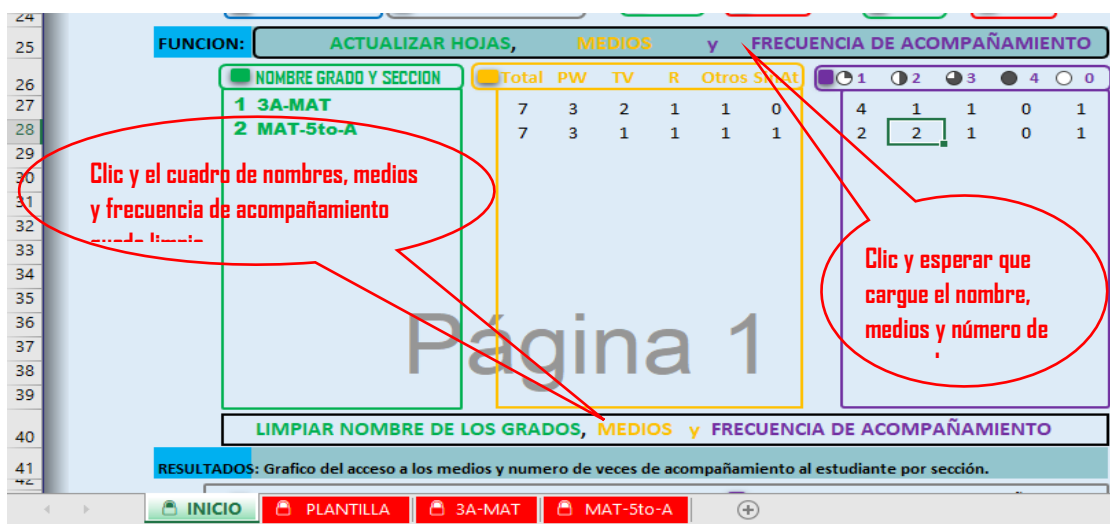 24
25 FUNCION: ACTUALIZAR HOJAS, MEDIOS y FRECUENCIA DE ACOMPAÑAMIENTO
26 NOMBRE GRADO Y SECCION Total PW TV R Otros SinAt 1 2 3 4 0
27 1 3A-MAT 7 3 2 1 1 0 4 1 1 0 1
28 2 MAT-5to-A 7 3 1 1 1 1 2 2 1 0 1
29
30
31
32
33
34
35
36
37
38
39
Clic y el cuadro de nombres, medios
y frecuencia de acompañamiento
Clic y esperar que
cargue el nombre,
medios y número de
Página 1
40 LIMPIAR NOMBRE DE LOS GRADOS, MEDIOS y FRECUENCIA DE ACOMPAÑAMIENTO
41 RESULTADOS: Grafico del acceso a los medios y numero de veces de acompañamiento al estudiante por sección.
42
INICIO PLANTILLA 3A-MAT MAT-5to-A